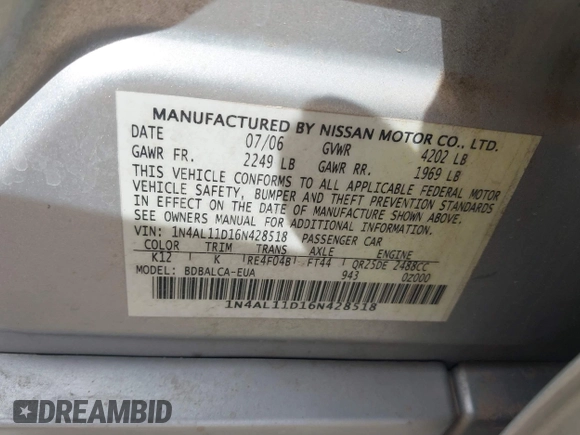 MANUFACTURED BY NISSAN MOTOR CO., LTD.
DATE 07/06 GVWR 4202 LB
GAWR FR. 2249 LB GAWR RR. 1969 LB
THIS VEHICLE CONFORMS TO ALL APPLICABLE FEDERAL MOTOR
VEHICLE SAFETY, BUMPER AND THEFT PREVENTION STANDARDS
IN EFFECT ON THE DATE OF MANUFACTURE SHOWN ABOVE.
SEE OWNERS MANUAL FOR ADDITIONAL INFORMATION.
VIN: 1N4AL11D16N428518 PASSENGER CAR
COLOR TRIM TRANS AXLE ENGINE
K12 K RE4F04B FT44 QR25DE 2488CC
MODEL: BDBALCA-EUA 943 0Z000
1N4AL11D16N428518
DREAMBID